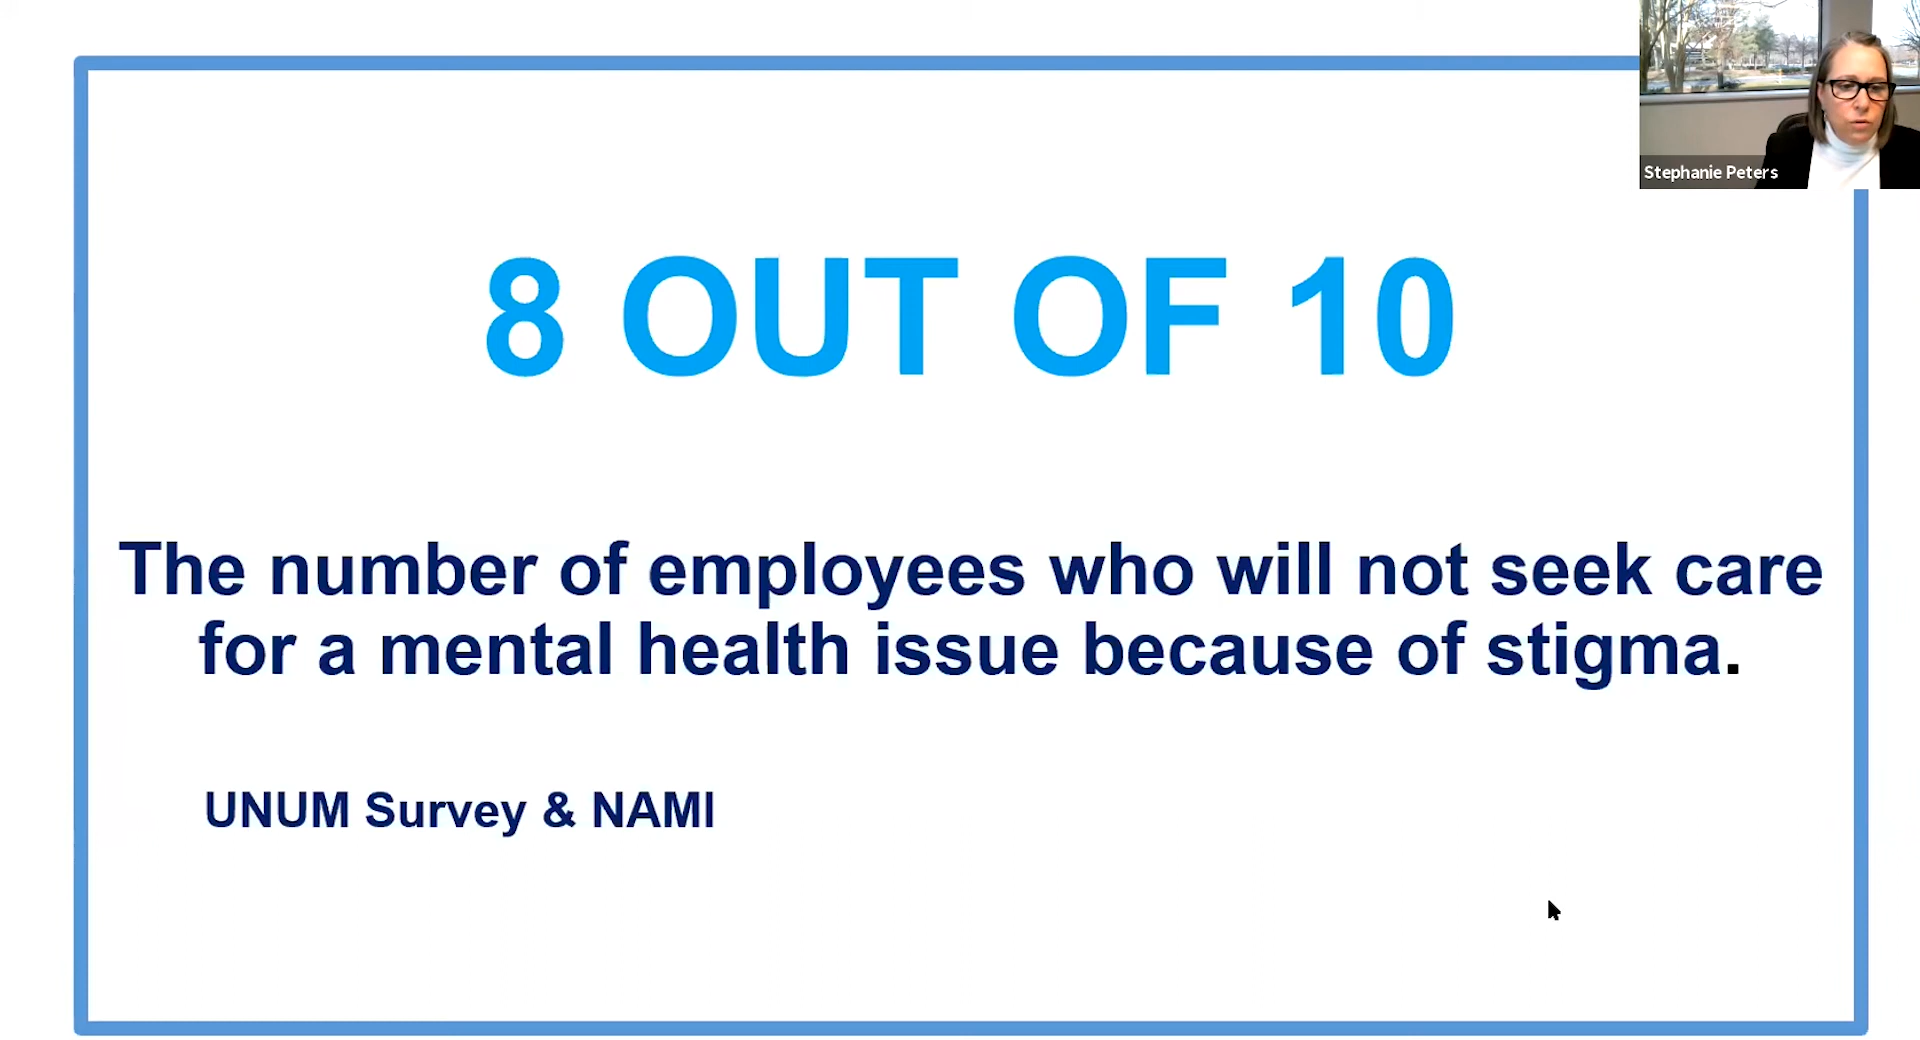 Stephanie Peters
8 OUT OF 10
The number of employees who will not seek care
for a mental health issue because of stigma.
UNUM Survey & NAMI